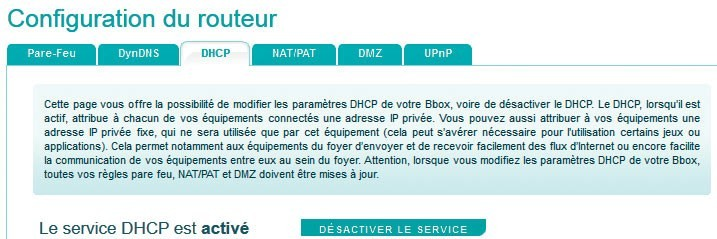 Configuration du routeur
Pare-Feu DynDNS DHCP NAT/PAT DMZ UPnP
Cette page vous offre la possibilité de modifier les paramètres DHCP de votre Bbox, voire de désactiver le DHCP. Le DHCP, lorsqu'il est
actif, attribue à chacun de vos équipements connectés une adresse IP privée. Vous pouvez aussi attribuer à vos équipements une
adresse IP privée fixe, qui ne sera utilisée que par cet équipement (cela peut s'avérer nécessaire pour l'utilisation certains jeux ou
applications). Cela permet notamment aux équipements du foyer d'envoyer et de recevoir facilement des flux d'Internet ou encore facilite
la communication de vos équipements entre eux au sein du foyer. Attention, lorsque vous modifiez les paramètres DHCP de votre Bbox,
toutes vos règles pare feu, NAT/PAT et DMZ doivent être mises à jour.
Le service DHCP est activé DÉSACTIVER LE SERVICE